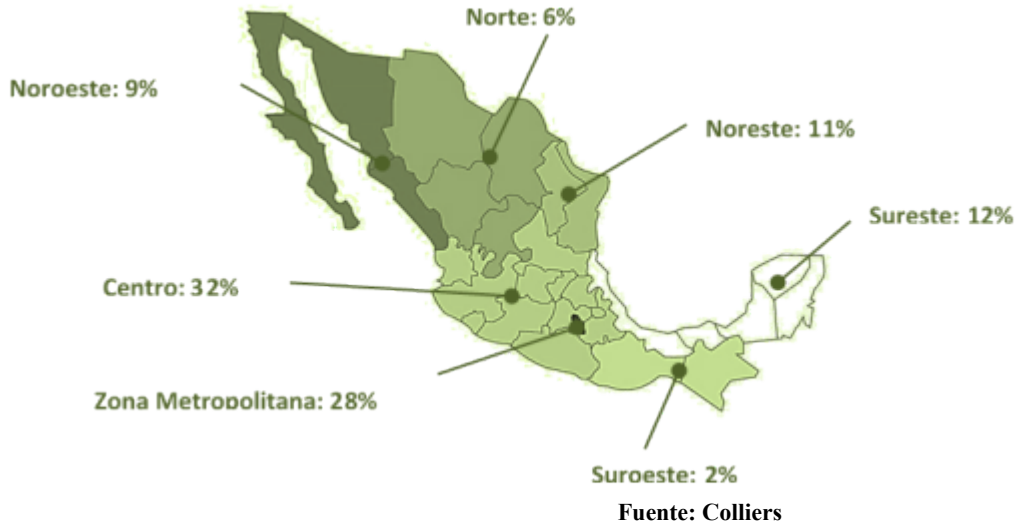 Norte: 6%
Noroeste: 9%
Noreste: 11%
Sureste: 12%
Centro: 32%
Zona Metropolitana: 28%
Suroeste: 2%
Fuente: Colliers